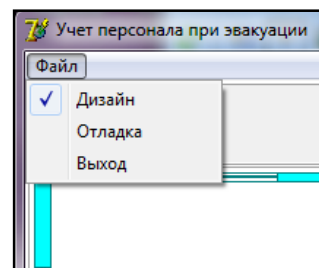 Учет персонала при эвакуации
Файл
Дизайн
Отладка
Выход